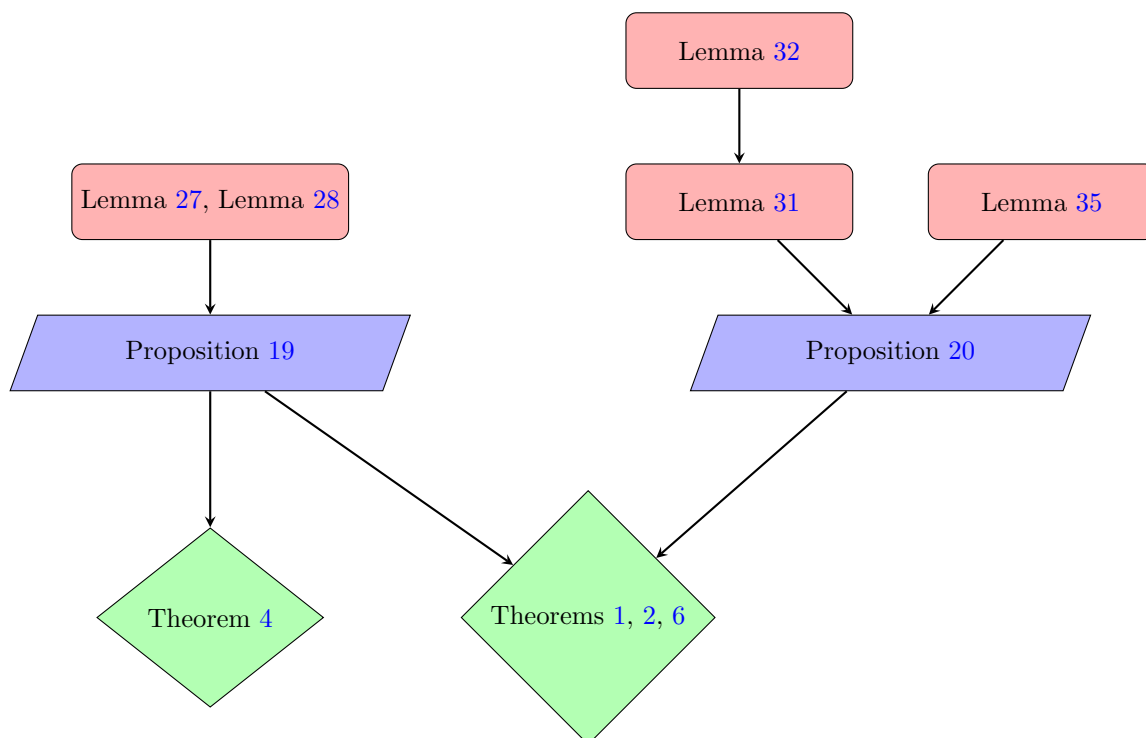 Lemma 32
Lemma 27, Lemma 28
Lemma 31
Lemma 35
Proposition 19
Proposition 20
Theorem 4
Theorems 1, 2, 6